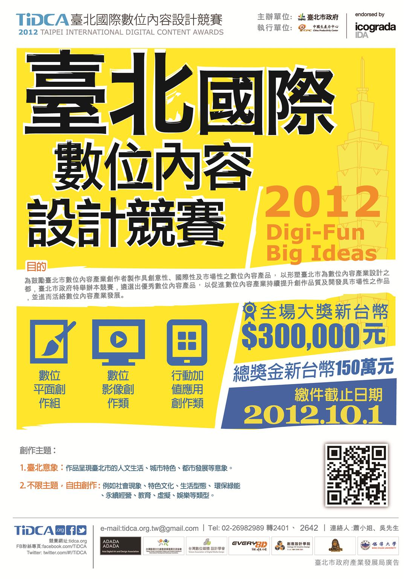 TiDCA 臺北國際數位內容設計競賽
2012 TAIPEI INTERNATIONAL DIGITAL CONTENT AWARDS
主辦單位: 臺北市政府
執行單位:
endorsed by
icograda
IDA
臺北國際
數位內容
設計競賽
2012
Digi-Fun
Big Ideas
目的
為鼓勵臺北市數位內容產業創作者製作具創意性、國際性及市場性之數位內容產品，以形塑臺北市為數位內容產業設計之
都，臺北市政府特舉辦本競賽，遴選出優秀數位內容產品，以促進數位內容產業持續提升創作品質及開發具市場性之作品
，並進而活絡數位內容產業發展。
全場大獎新台幣
$300,000元
總獎金新台幣150萬元
繳件截止日期
2012.10.1
數位
平面創
作組
數位
影像創
作類
行動加
值應用
創作類
創作主題：
1.臺北意象：作品呈現臺北市的人文生活、城市特色、都市發展等意象。
2.不限主題，自由創作：例如社會現象、特色文化、生活型態、環保綠能
、永續經營、教育、虛擬、娛樂等類型。
TiDCA .org
競賽網址:tidca.org
FB粉絲專頁:facebook.com/TIDCA
Twitter: twitter.com/#!/TIDCA
e-mail:tidca.org.tw@gmail.com | Tel: 02-26982989 轉2401、2642 | 連絡人:蕭小姐、吳先生
ADADA
ADADA
EVERY8D
臺北市政府產業發展局廣告